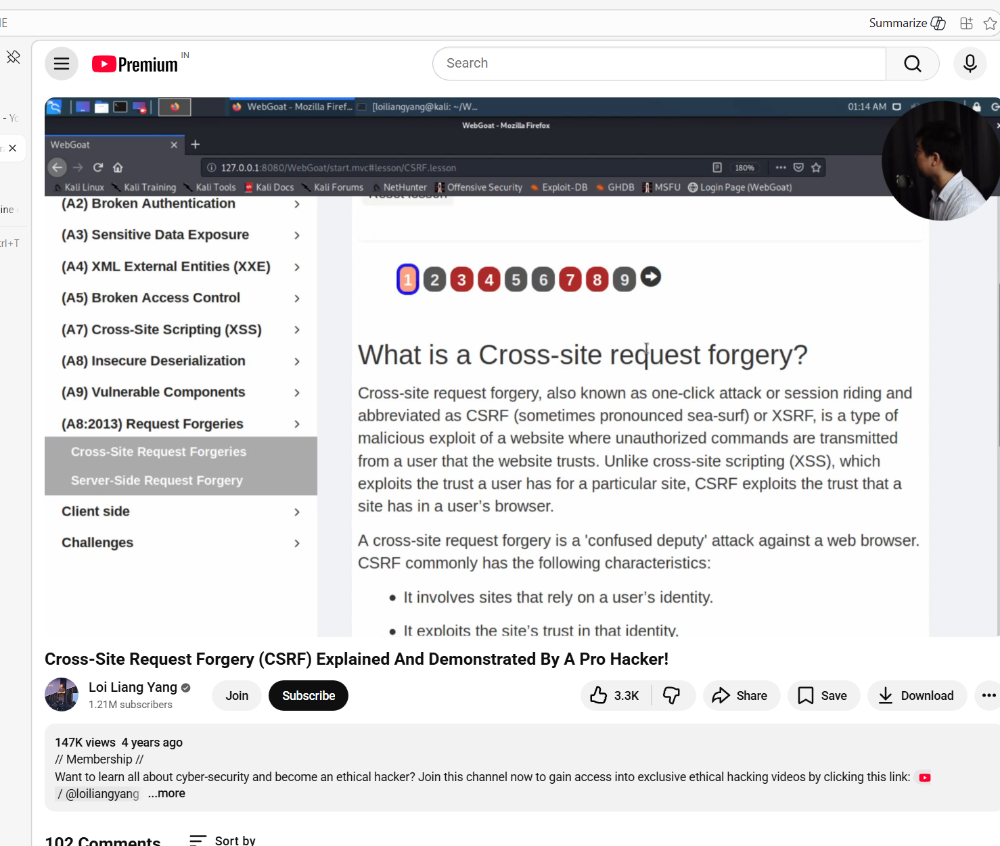 Summarize
Premium IN
Search
WebGoat - Mozilla Firef...
[loiliangyang@kali: ~/W...
01:14 AM
WebGoat - Mozilla Firefox
WebGoat
127.0.0.1:8080/WebGoat/start.mvc#lesson/CSRF.lesson
180%
Kali Linux
Kali Training
Kali Tools
Kali Docs
Kali Forums
NetHunter
Offensive Security
Exploit-DB
GHDB
MSFU
Login Page (WebGoat)
(A2) Broken Authentication
(A3) Sensitive Data Exposure
(A4) XML External Entities (XXE)
(A5) Broken Access Control
(A7) Cross-Site Scripting (XSS)
(A8) Insecure Deserialization
(A9) Vulnerable Components
(A8:2013) Request Forgeries
Cross-Site Request Forgeries
Server-Side Request Forgery
Client side
Challenges
1 2 3 4 5 6 7 8 9
What is a Cross-site request forgery?
Cross-site request forgery, also known as one-click attack or session riding and
abbreviated as CSRF (sometimes pronounced sea-surf) or XSRF, is a type of
malicious exploit of a website where unauthorized commands are transmitted
from a user that the website trusts. Unlike cross-site scripting (XSS), which
exploits the trust a user has for a particular site, CSRF exploits the trust that a
site has in a user's browser.
A cross-site request forgery is a 'confused deputy' attack against a web browser.
CSRF commonly has the following characteristics:
• It involves sites that rely on a user's identity.
• It exploits the site's trust in that identity.
Cross-Site Request Forgery (CSRF) Explained And Demonstrated By A Pro Hacker!
Loi Liang Yang
1.21M subscribers
Join
Subscribe
3.3K
Share
Save
Download
147K views 4 years ago
// Membership //
Want to learn all about cyber-security and become an ethical hacker? Join this channel now to gain access into exclusive ethical hacking videos by clicking this link:
/ @loiliangyang ...more
102 Comments
Sort by